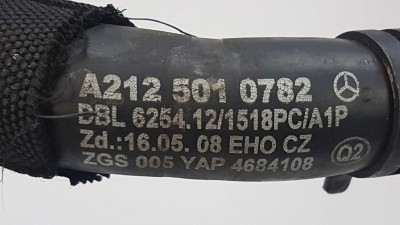 A212 501 0782
DBL 6254.12/1518PC/A1P
Zd.:16.05.08 EHO CZ
ZGS 005 YAP 4684108 Q2